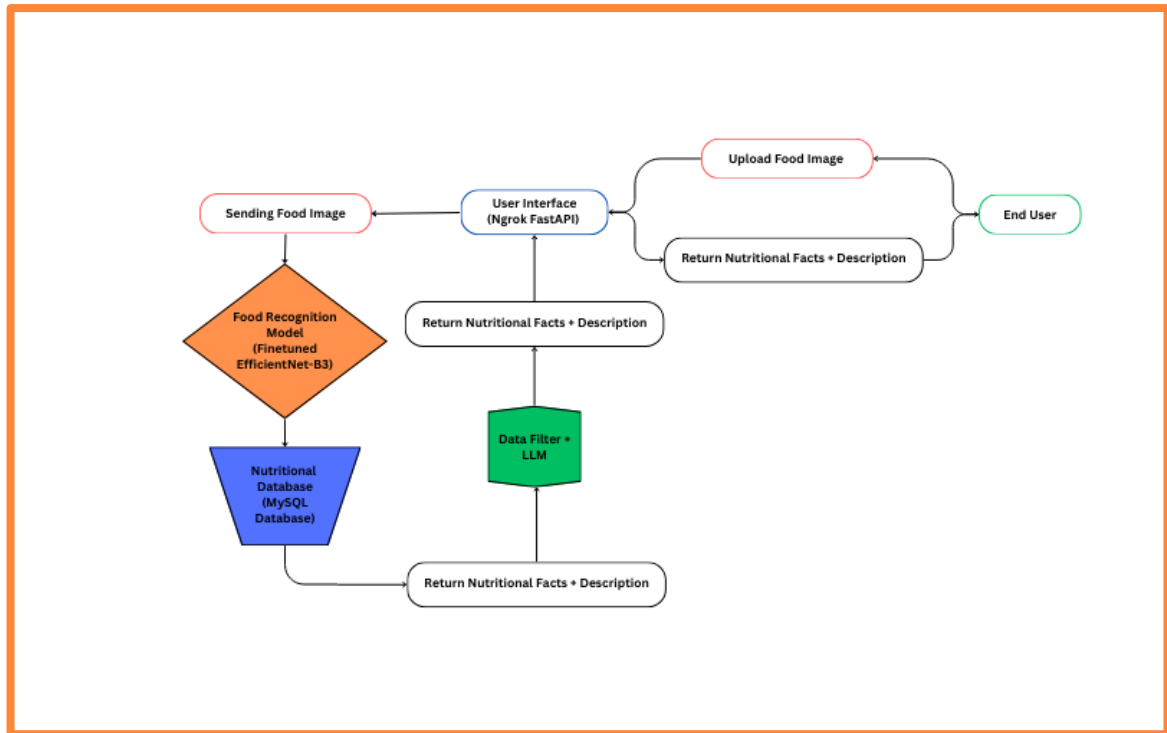 Upload Food Image
User Interface
(Ngrok FastAPI)
Sending Food Image
End User
Return Nutritional Facts + Description
Return Nutritional Facts + Description
Food Recognition
Model
(Finetuned
EfficientNet-B3)
Data Filter +
LLM
Nutritional
Database
(MySQL
Database)
Return Nutritional Facts + Description